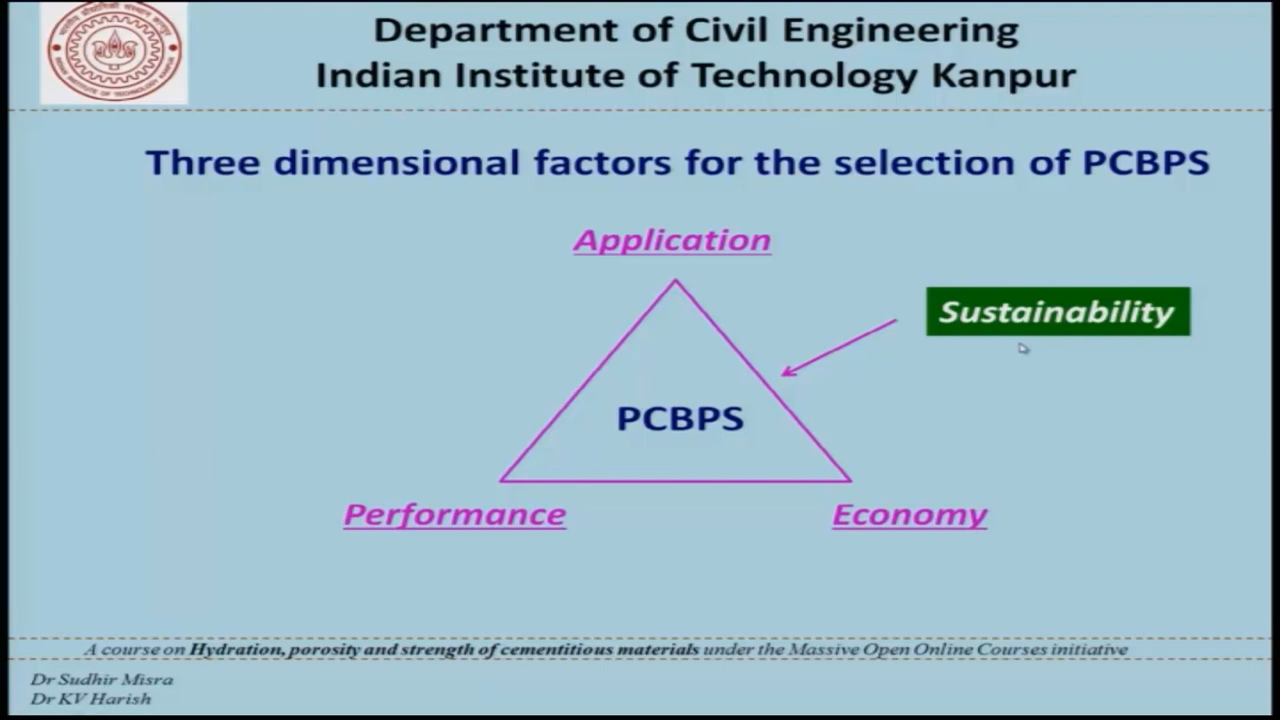 Department of Civil Engineering
Indian Institute of Technology Kanpur
Three dimensional factors for the selection of PCBPS
Application
Sustainability
PCBPS
Performance
Economy
A course on Hydration, porosity and strength of cementitious materials under the Massive Open Online Courses initiative
Dr Sudhir Misra
Dr KV Harish